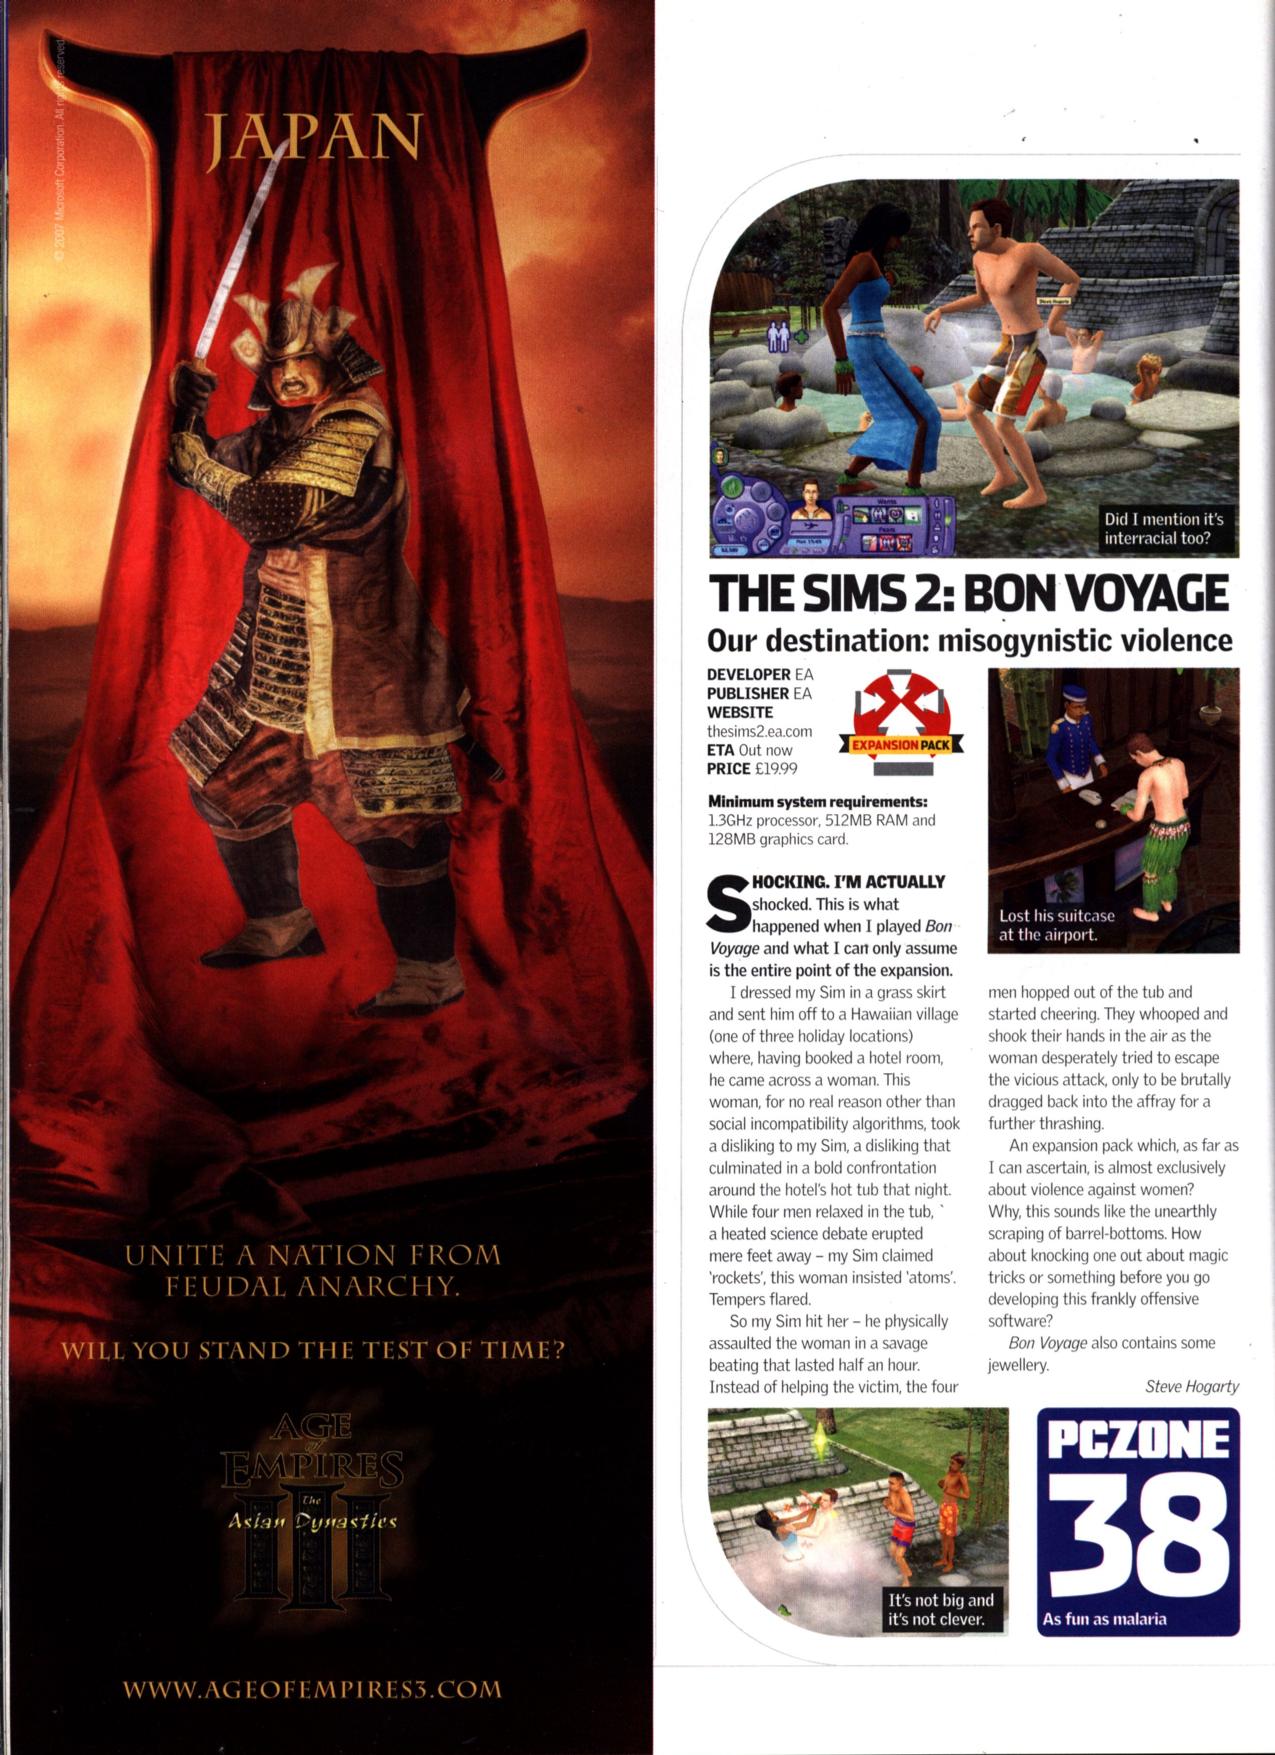 © 2007 Microsoft Corporation. All rights reserved.
JAPAN
UNITE A NATION FROM
FEUDAL ANARCHY.
WILL YOU STAND THE TEST OF TIME?
AGE
of
EMPIRES
III
The
Asian Dynasties
WWW.AGEOFEMPIRES3.COM
Steve Hogarty
Wants
Fears
Did I mention it's
interracial too?
THE SIMS 2: BON VOYAGE
Our destination: misogynistic violence
DEVELOPER EA
PUBLISHER EA
WEBSITE
thesims2.ea.com
ETA Out now
PRICE £19.99
EXPANSION PACK
Minimum system requirements:
1.3GHz processor, 512MB RAM and
128MB graphics card.
Lost his suitcase
at the airport.
SHOCKING. I'M ACTUALLY
shocked. This is what
happened when I played Bon
Voyage and what I can only assume
is the entire point of the expansion.
I dressed my Sim in a grass skirt
and sent him off to a Hawaiian village
(one of three holiday locations)
where, having booked a hotel room,
he came across a woman. This
woman, for no real reason other than
social incompatibility algorithms, took
a disliking to my Sim, a disliking that
culminated in a bold confrontation
around the hotel's hot tub that night.
While four men relaxed in the tub,
a heated science debate erupted
mere feet away – my Sim claimed
'rockets', this woman insisted 'atoms'.
Tempers flared.
So my Sim hit her – he physically
assaulted the woman in a savage
beating that lasted half an hour.
Instead of helping the victim, the four
men hopped out of the tub and
started cheering. They whooped and
shook their hands in the air as the
woman desperately tried to escape
the vicious attack, only to be brutally
dragged back into the affray for a
further thrashing.
An expansion pack which, as far as
I can ascertain, is almost exclusively
about violence against women?
Why, this sounds like the unearthly
scraping of barrel-bottoms. How
about knocking one out about magic
tricks or something before you go
developing this frankly offensive
software?
Bon Voyage also contains some
jewellery.
Steve Hogarty
It's not big and
it's not clever.
PCZONE
38
As fun as malaria